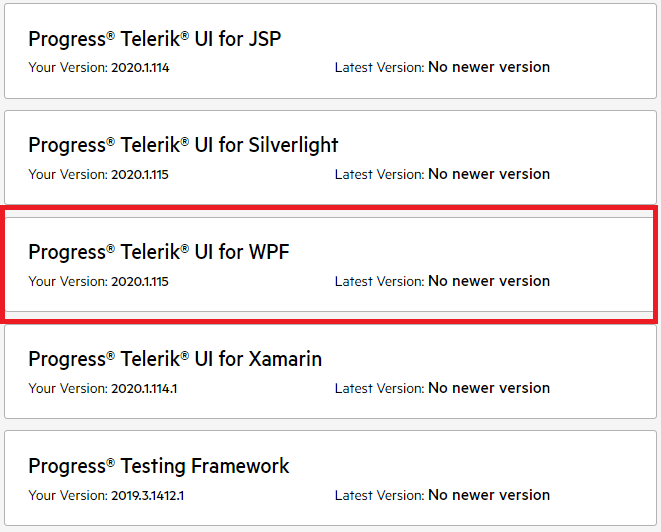 Progress® Telerik® UI for JSP
Your Version: 2020.1.114 Latest Version: No newer version
Progress® Telerik® UI for Silverlight
Your Version: 2020.1.115 Latest Version: No newer version
Progress® Telerik® UI for WPF
Your Version: 2020.1.115 Latest Version: No newer version
Progress® Telerik® UI for Xamarin
Your Version: 2020.1.114.1 Latest Version: No newer version
Progress® Testing Framework
Your Version: 2019.3.1412.1 Latest Version: No newer version